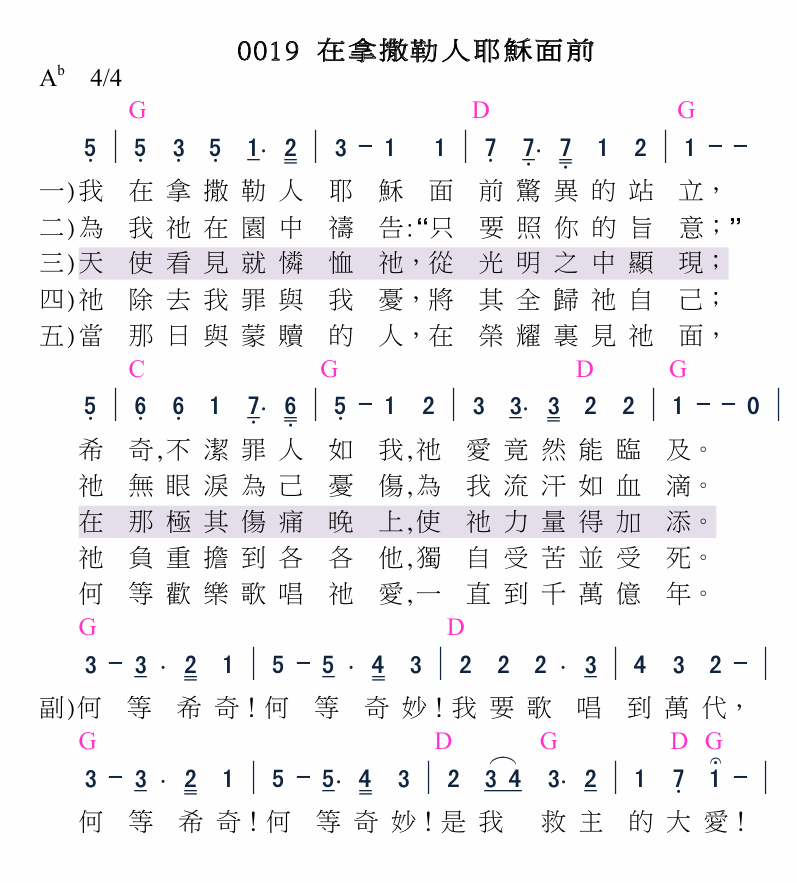 0019 在拿撒勒人耶穌面前
Ab 4/4
G D G
5 | 5 3 5 1· 2 | 3 － 1 1 | 7 7· 7 1 2 | 1 － －
一)我 在拿撒勒人 耶 穌 面 前驚異的站 立，
二)為 我祂在園中 禱 告:“只 要照你的旨 意；”
三)天 使看見就憐 恤 祂，從 光明之中顯 現；
四)祂 除去我罪與 我 憂，將 其全歸祂自 己；
五)當 那日與蒙贖 的 人，在 榮耀裏見祂 面，
C G D G
5 | 6 6 1 7· 6 | 5 － 1 2 | 3 3· 3 2 2 | 1 － － 0 |
希 奇,不潔罪人 如 我,祂 愛竟然能臨 及。
祂 無眼淚為己 憂 傷,為 我流汗如血 滴。
在 那極其傷痛 晚 上,使 祂力量得加 添。
祂 負重擔到各 各 他,獨 自受苦並受 死。
何 等歡樂歌唱 祂 愛,一 直到千萬億 年。
G D
3 － 3 · 2 1 | 5 － 5 · 4 3 | 2 2 2 · 3 | 4 3 2 － |
副)何 等 希 奇!何 等 奇 妙!我 要 歌 唱 到 萬 代，
G D G D G
3 － 3 · 2 1 | 5 － 5· 4 3 | 2 3 4 3· 2 | 1 7 1 － |
何 等 希 奇!何 等 奇 妙!是 我 救 主 的 大 愛!